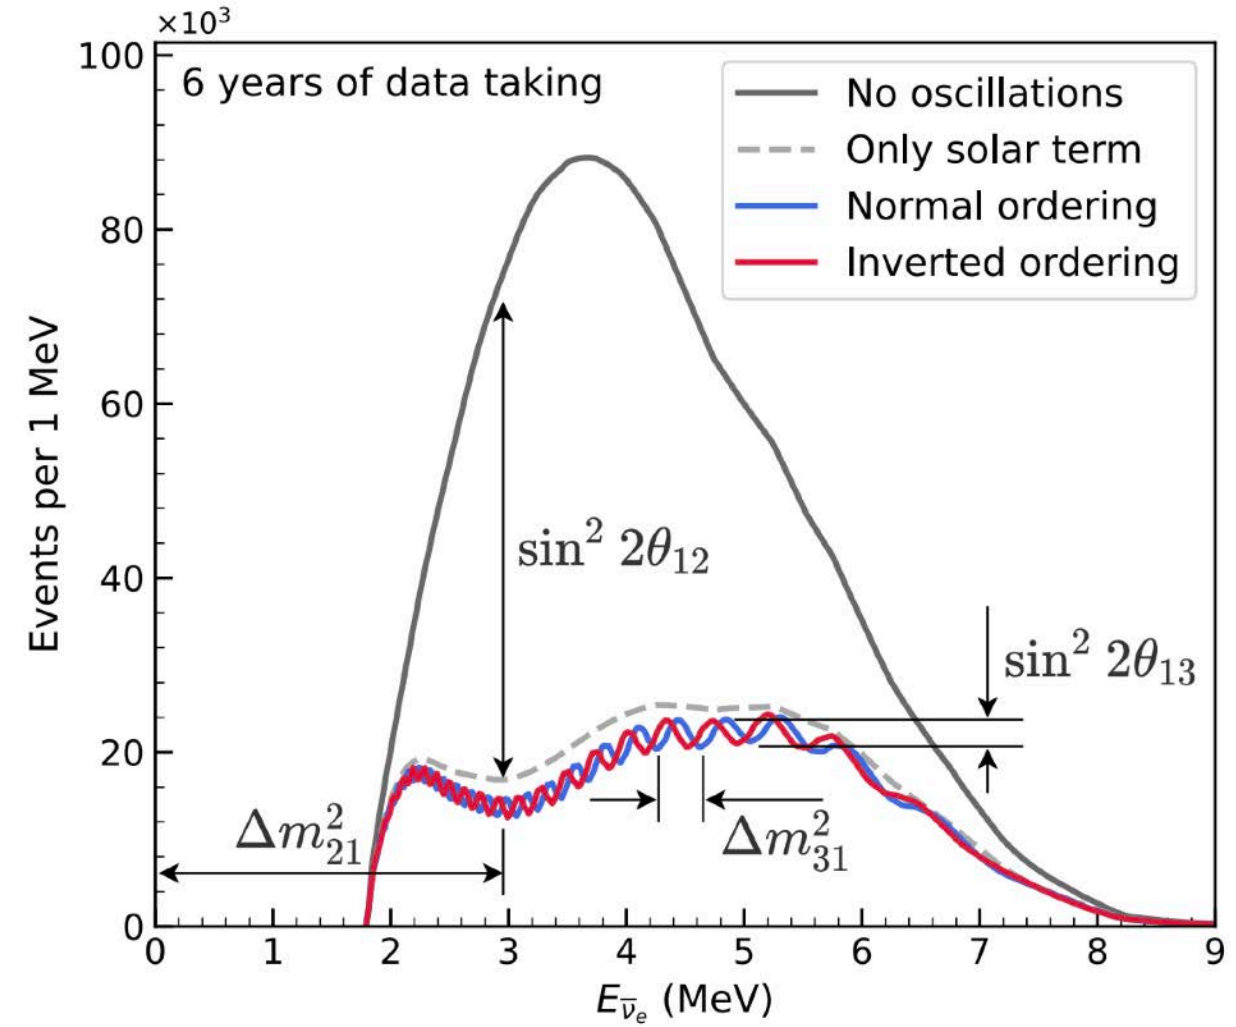 ×10³
100
80
60
40
20
0
Events per 1 MeV
6 years of data taking
No oscillations
Only solar term
Normal ordering
Inverted ordering
sin² 2θ₁₂
sin² 2θ₁₃
Δm²₂₁
Δm²₃₁
0 1 2 3 4 5 6 7 8 9
E_ν̅ₑ (MeV)